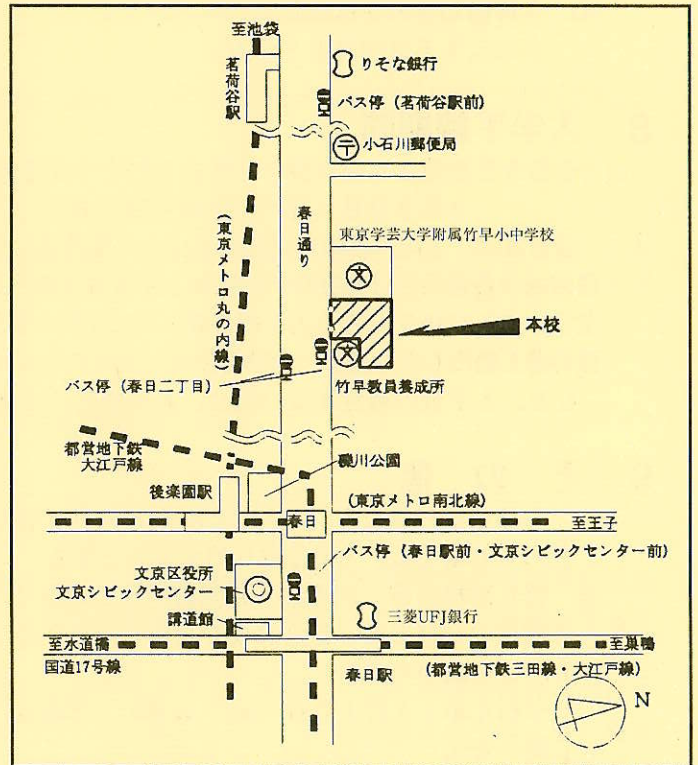 至池袋
茗荷谷駅
りそな銀行
バス停 (茗荷谷駅前)
小石川郵便局
春日通り
東京学芸大学附属竹早小中学校
(東京メトロ丸の内線)
本校
バス停 (春日二丁目)
竹早教員養成所
都営地下鉄
大江戸線
礫川公園
後楽園駅
(東京メトロ南北線)
春日
至王子
バス停 (春日駅前・文京シビックセンター前)
文京区役所
文京シビックセンター
講道館
三菱UFJ銀行
至水道橋
至巣鴨
国道17号線
春日駅
(都営地下鉄三田線・大江戸線)
N